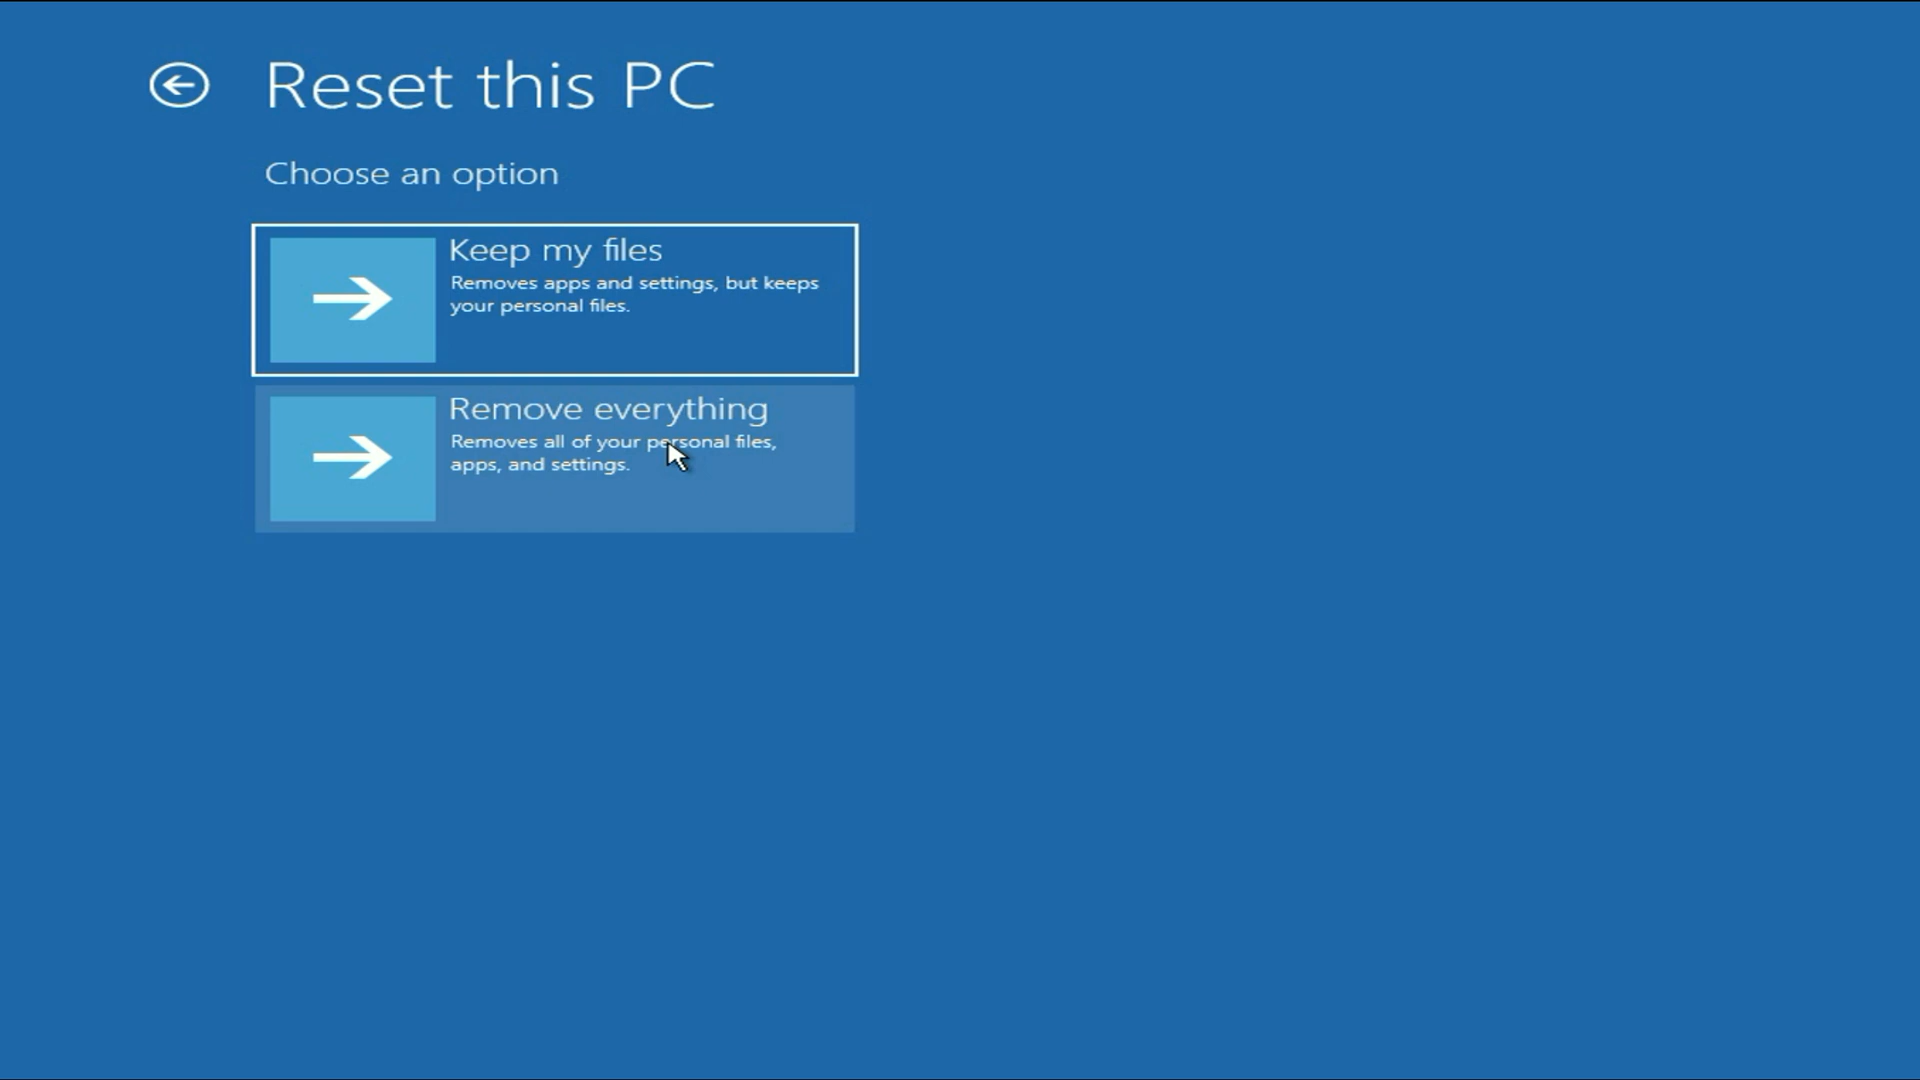 Reset this PC
Choose an option
Keep my files
Removes apps and settings, but keeps
your personal files.
Remove everything
Removes all of your personal files,
apps, and settings.